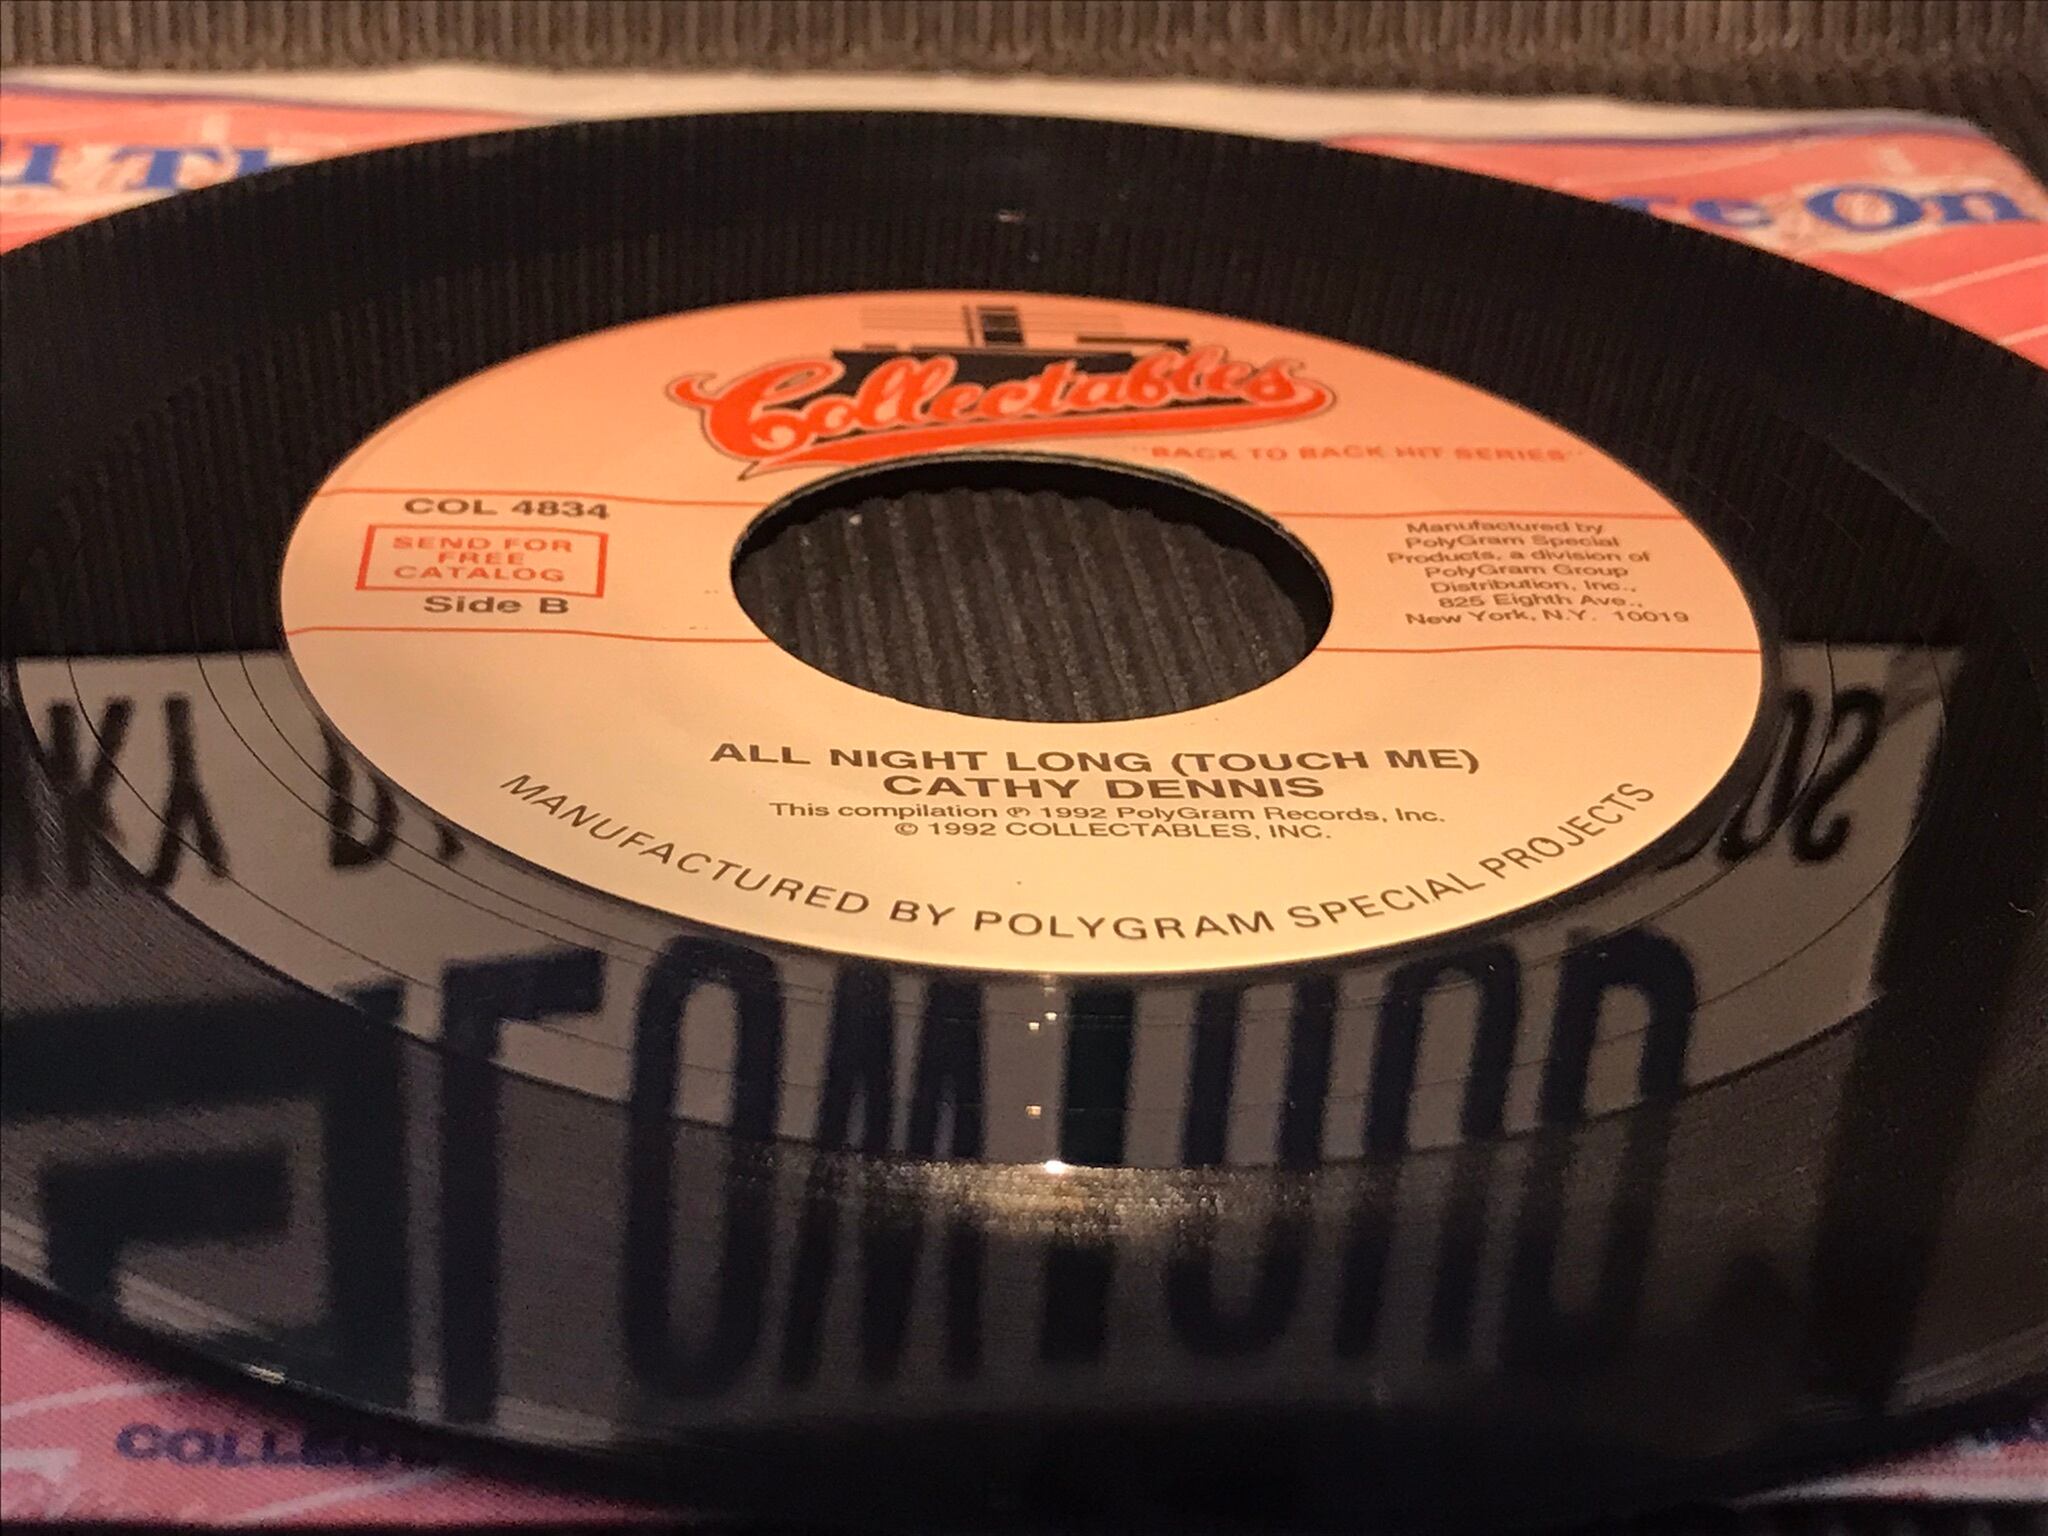 On
Collectables
"BACK TO BACK HIT SERIES"
COL 4834
SEND FOR
FREE
CATALOG
Side B
Manufactured by
PolyGram Special
Products, a division of
PolyGram Group
Distribution, Inc.,
825 Eighth Ave.,
New York, N.Y. 10019
ALL NIGHT LONG (TOUCH ME)
CATHY DENNIS
This compilation ℗ 1992 PolyGram Records, Inc.
© 1992 COLLECTABLES, INC.
MANUFACTURED BY POLYGRAM SPECIAL PROJECTS